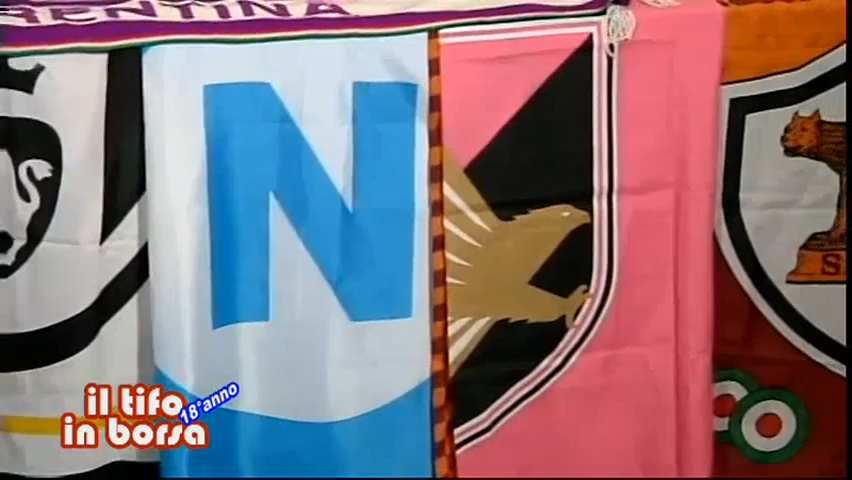 RENTINA
N
S
il tifo
18°anno
in borsa